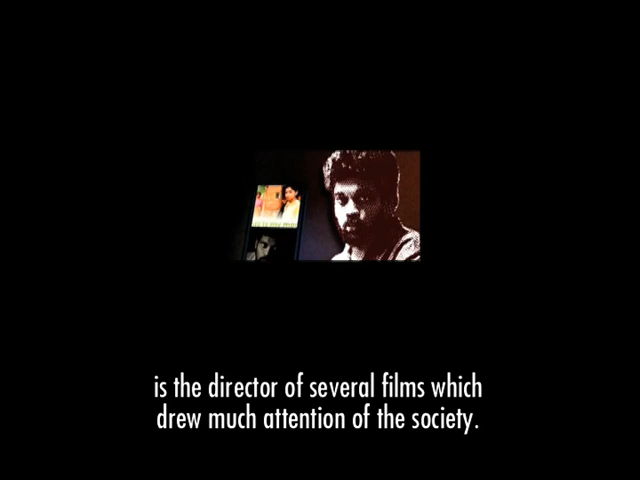 is the director of several films which
drew much attention of the society.